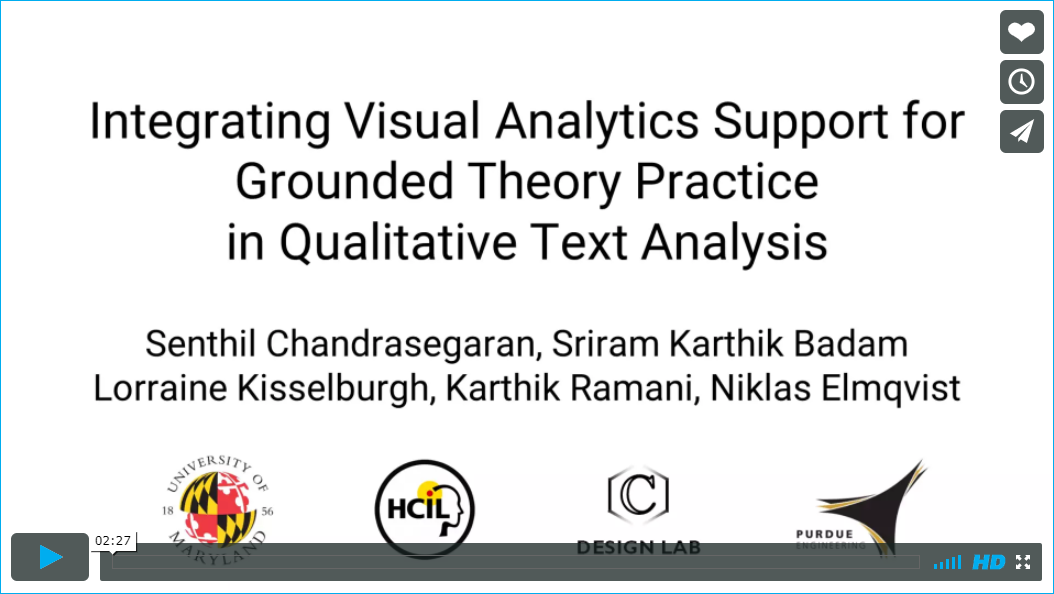 Integrating Visual Analytics Support for
Grounded Theory Practice
in Qualitative Text Analysis
Senthil Chandrasegaran, Sriram Karthik Badam
Lorraine Kisselburgh, Karthik Ramani, Niklas Elmqvist
UNIVERSITY OF
18 56
MARYLAND
HCIL
C
DESIGN LAB
PURDUE
ENGINEERING
02:27
HD